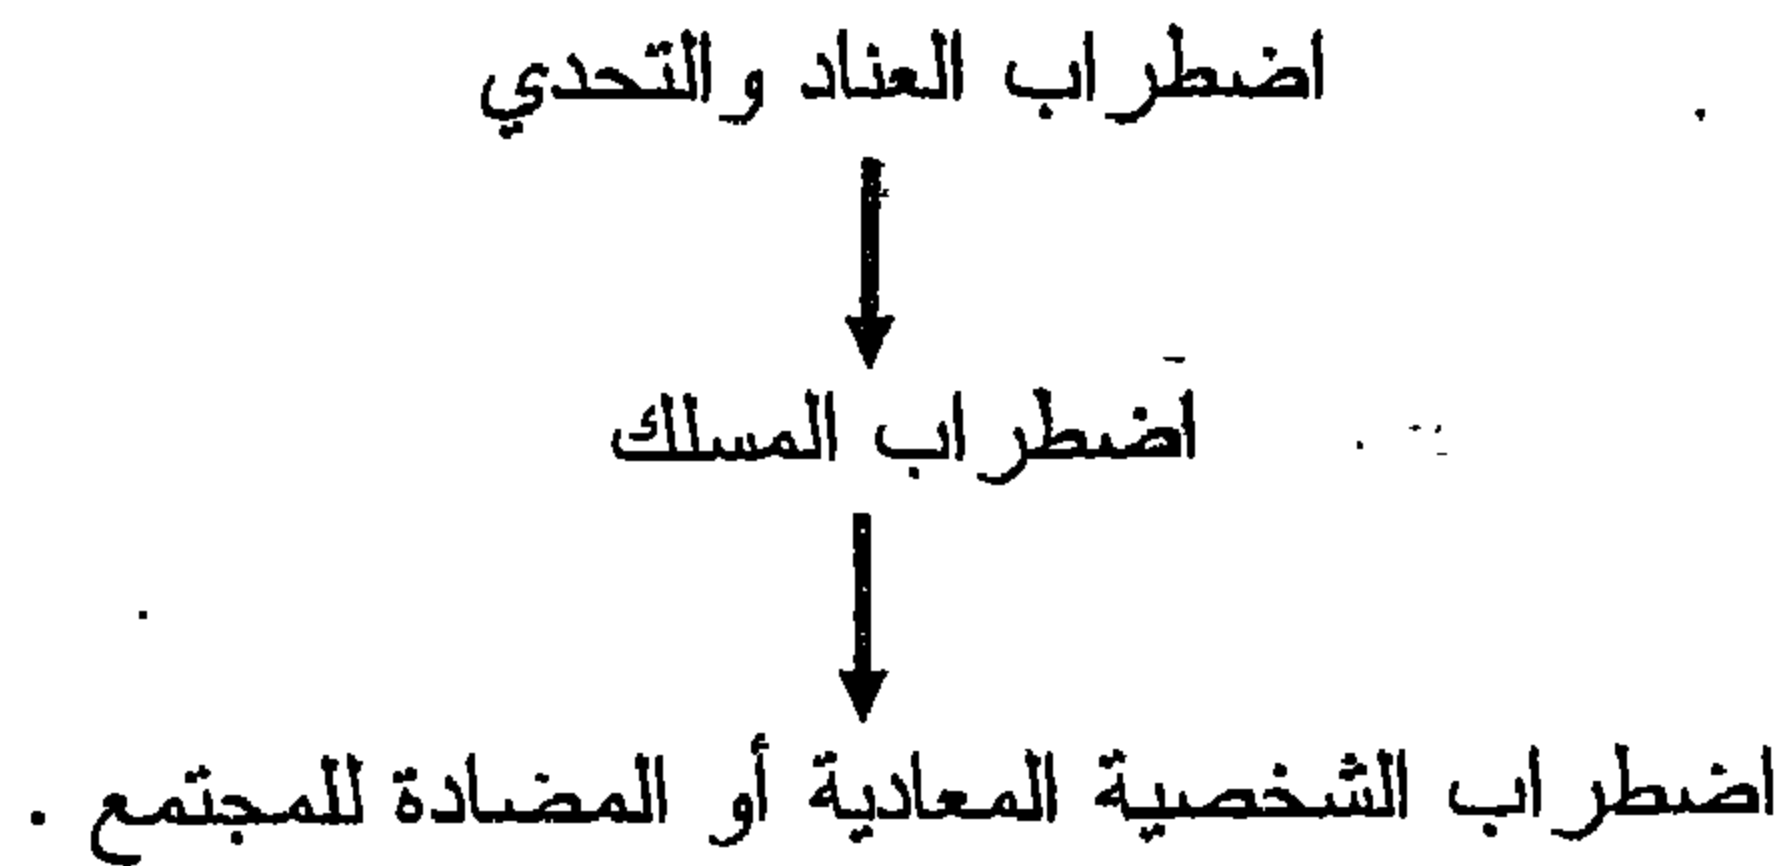 اضطراب العناد والتحدي
اضطراب المسلك
اضطراب الشخصية المعادية أو المضادة للمجتمع .